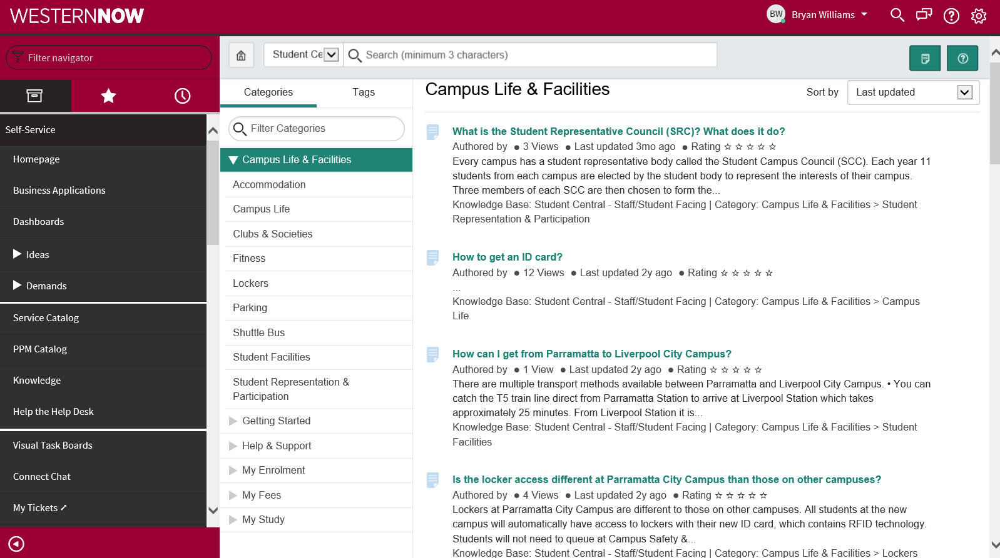 WESTERNNOW
BW Bryan Williams
Filter navigator
Self-Service
Homepage
Business Applications
Dashboards
Ideas
Demands
Service Catalog
PPM Catalog
Knowledge
Help the Help Desk
Visual Task Boards
Connect Chat
My Tickets
Student Ce
Search (minimum 3 characters)
Categories
Tags
Filter Categories
Campus Life & Facilities
Accommodation
Campus Life
Clubs & Societies
Fitness
Lockers
Parking
Shuttle Bus
Student Facilities
Student Representation &
Participation
Getting Started
Help & Support
My Enrolment
My Fees
My Study
Campus Life & Facilities
Sort by Last updated
What is the Student Representative Council (SRC)? What does it do?
Authored by ● 3 Views ● Last updated 3mo ago ● Rating ☆ ☆ ☆ ☆ ☆
Every campus has a student representative body called the Student Campus Council (SCC). Each year 11
students from each campus are elected by the student body to represent the interests of their campus.
Three members of each SCC are then chosen to form the...
Knowledge Base: Student Central - Staff/Student Facing | Category: Campus Life & Facilities > Student
Representation & Participation
How to get an ID card?
Authored by ● 12 Views ● Last updated 2y ago ● Rating ☆ ☆ ☆ ☆ ☆
...
Knowledge Base: Student Central - Staff/Student Facing | Category: Campus Life & Facilities > Campus
Life
How can I get from Parramatta to Liverpool City Campus?
Authored by ● 1 View ● Last updated 2y ago ● Rating ☆ ☆ ☆ ☆ ☆
There are multiple transport methods available between Parramatta and Liverpool City Campus. • You can
catch the T5 train line direct from Parramatta Station to arrive at Liverpool Station which takes
approximately 25 minutes. From Liverpool Station it is...
Knowledge Base: Student Central - Staff/Student Facing | Category: Campus Life & Facilities > Student
Facilities
Is the locker access different at Parramatta City Campus than those on other campuses?
Authored by ● 4 Views ● Last updated 2y ago ● Rating ☆ ☆ ☆ ☆ ☆
Lockers at Parramatta City Campus are different to those on other campuses. All students at the new
campus will automatically have access to lockers with their new ID card, which contains RFID technology.
Students will not need to queue at Campus Safety &...
Knowledge Base: Student Central - Staff/Student Facing | Category: Campus Life & Facilities > Lockers